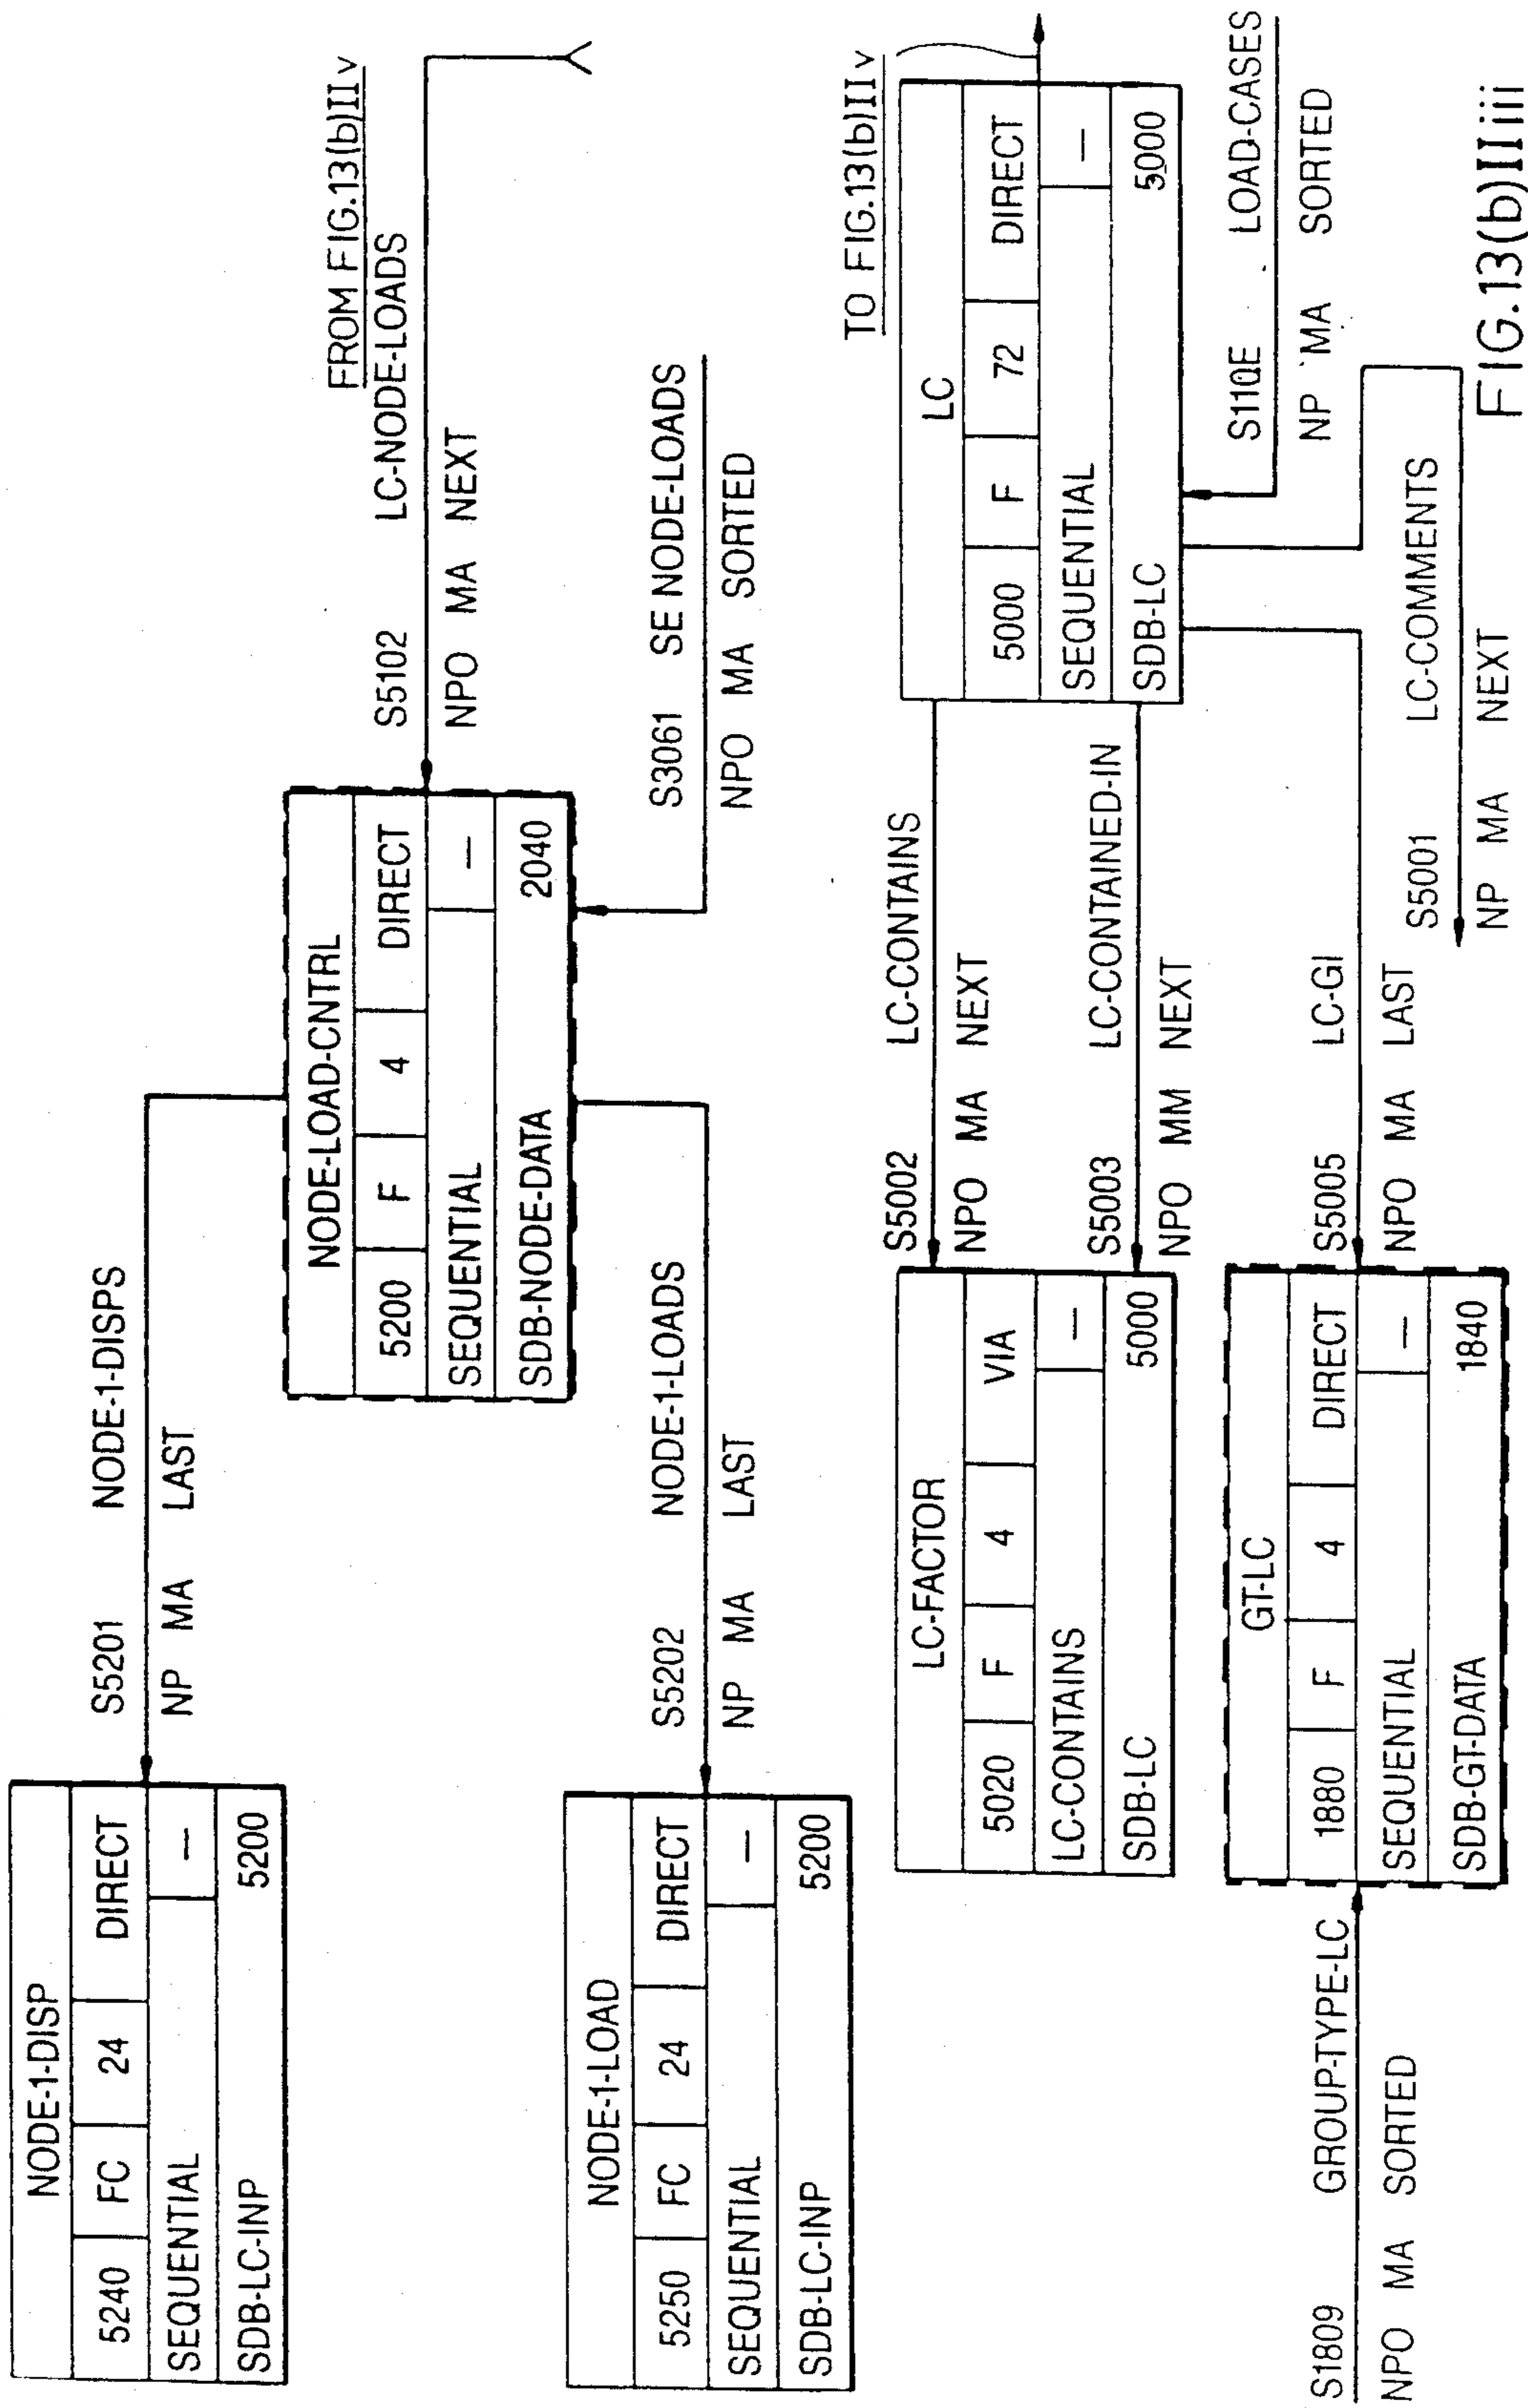 NODE-1-DISP
5240 FC 24 DIRECT
SEQUENTIAL —
SDB-LC-INP 5200
S5201 NODE-1-DISPS
NP MA LAST
NODE-1-LOAD
5250 FC 24 DIRECT
SEQUENTIAL —
SDB-LC-INP 5200
S5202 NODE-1-LOADS
NP MA LAST
NODE-LOAD-CNTRL
5200 F 4 DIRECT
SEQUENTIAL —
SDB-NODE-DATA 2040
FROM FIG.13(b)II v
S5102 LC-NODE-LOADS
NPO MA NEXT
S3061 SE NODE-LOADS
NPO MA SORTED
LC-FACTOR
5020 F 4 VIA
LC-CONTAINS —
SDB-LC 5000
S5002 LC-CONTAINS
NPO MA NEXT
S5003 LC-CONTAINED-IN
NPO MM NEXT
TO FIG.13(b)II v
LC
5000 F 72 DIRECT
SEQUENTIAL —
SDB-LC 5000
S110E LOAD-CASES
NP MA SORTED
S1809 GROUP-TYPE-LC
NPO MA SORTED
GT-LC
1880 F 4 DIRECT
SEQUENTIAL —
SDB-GT-DATA 1840
S5005 LC-GI
NPO MA LAST
S5001 LC-COMMENTS
NP MA NEXT
FIG.13(b)II iii